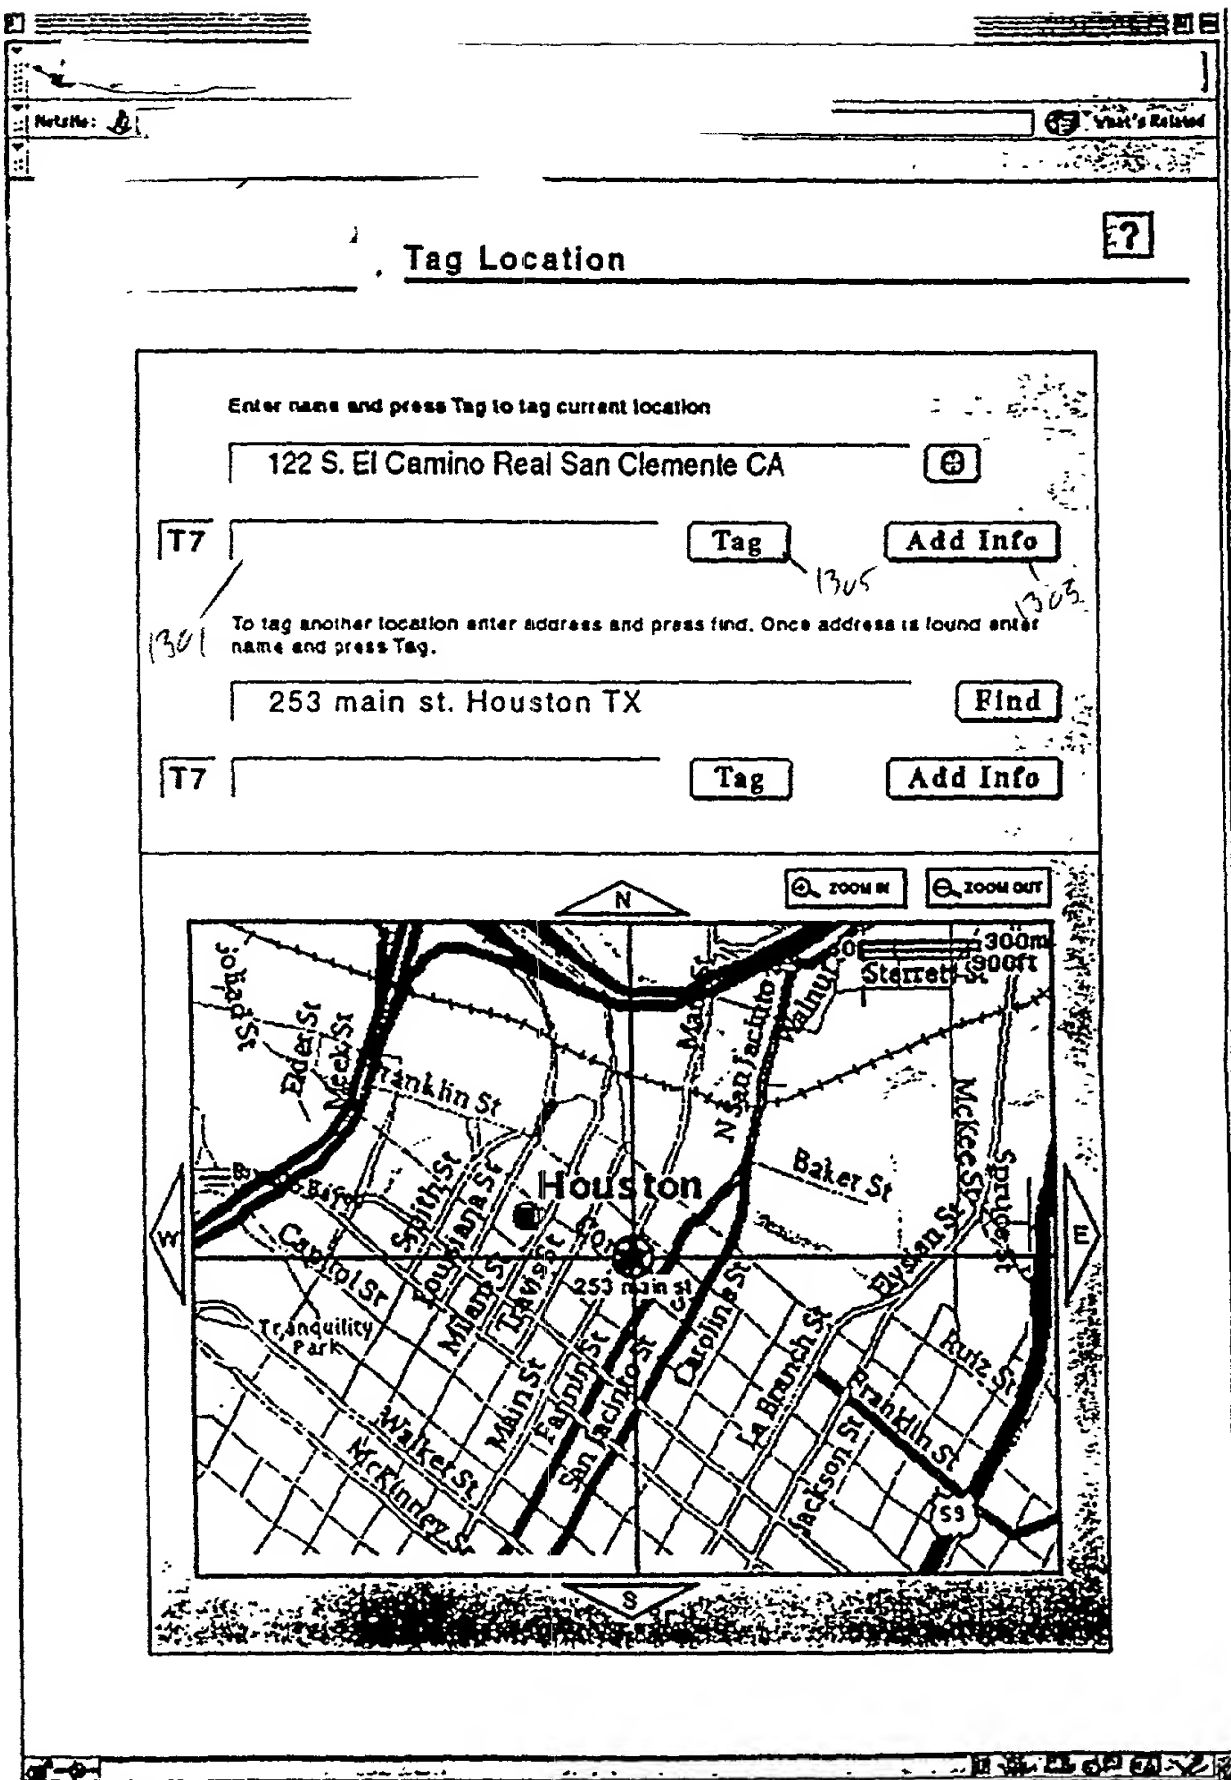 Netsite: What's Related
?
Tag Location
Enter name and press Tag to tag current location
122 S. El Camino Real San Clemente CA
T7 Tag Add Info
1305 1303
1301
To tag another location enter address and press find. Once address is found enter
name and press Tag.
253 main st. Houston TX Find
T7 Tag Add Info
ZOOM IN ZOOM OUT
N
0 300m
900ft
Sterrett St
Elder St
Meek St
Franklin St
N San Jacinto
Walnut
McKee St
Spruce St
Baker St
Houston
W
E
Smith St
Louisiana St
Capitol St
Milam St
Travis St
253 main st
Caroline St
Elysian St
Tranquility
Park
Main St
Fannin St
San Jacinto St
La Branch St
Ruiz St
Franklin St
Walker St
McKinney St
Jackson St
59
S